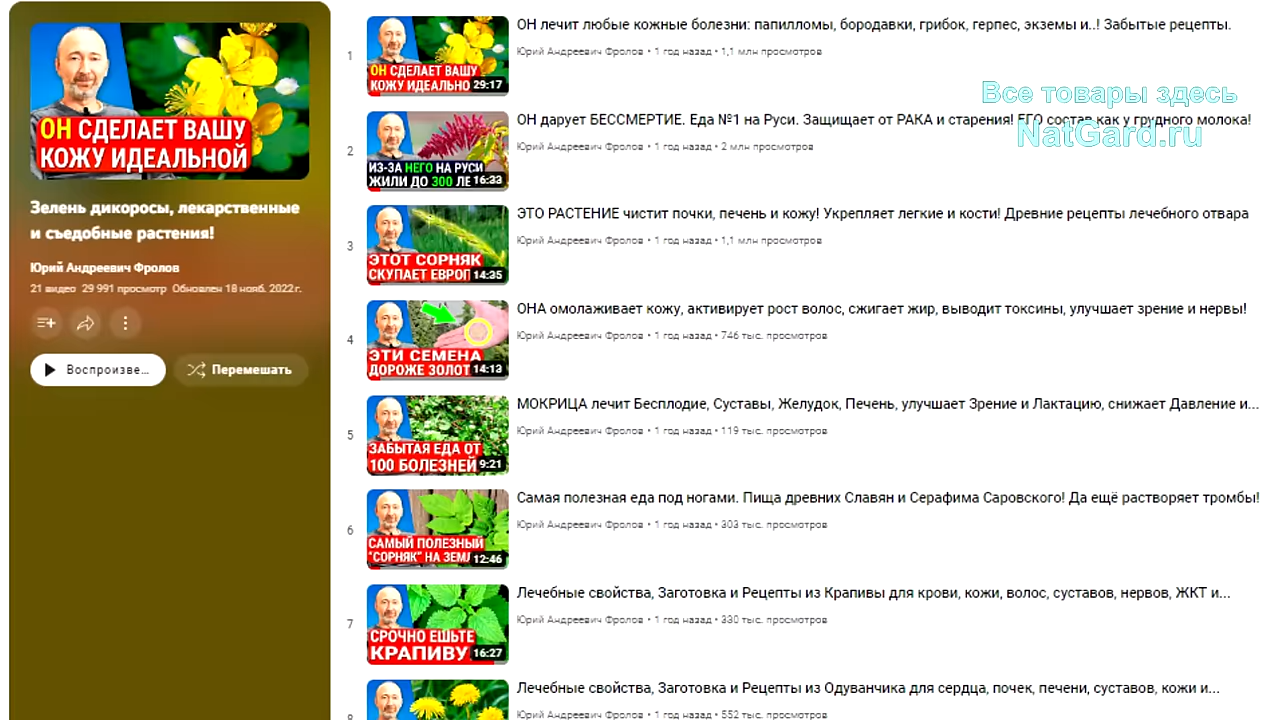 ОН СДЕЛАЕТ ВАШУ
КОЖУ ИДЕАЛЬНОЙ
Зелень дикоросы, лекарственные
и съедобные растения!
Юрий Андреевич Фролов
21 видео 29 991 просмотр Обновлен 18 нояб. 2022 г.
Воспроизве...
Перемешать
Все товары здесь
NatGard.ru
1
ОН СДЕЛАЕТ ВАШУ
КОЖУ ИДЕАЛЬНО
29:17
ОН лечит любые кожные болезни: папилломы, бородавки, грибок, герпес, экземы и..! Забытые рецепты.
Юрий Андреевич Фролов • 1 год назад • 1,1 млн просмотров
2
ИЗ-ЗА НЕГО НА РУСИ
ЖИЛИ ДО 300 ЛЕ
16:33
ОН дарует БЕССМЕРТИЕ. Еда №1 на Руси. Защищает от РАКА и старения! ЕГО состав как у грудного молока!
Юрий Андреевич Фролов • 1 год назад • 2 млн просмотров
3
ЭТОТ СОРНЯК
СКУПАЕТ ЕВРОП
14:35
ЭТО РАСТЕНИЕ чистит почки, печень и кожу! Укрепляет легкие и кости! Древние рецепты лечебного отвара
Юрий Андреевич Фролов • 1 год назад • 1,1 млн просмотров
4
ЭТИ СЕМЕНА
ДОРОЖЕ ЗОЛОТ
14:13
ОНА омолаживает кожу, активирует рост волос, сжигает жир, выводит токсины, улучшает зрение и нервы!
Юрий Андреевич Фролов • 1 год назад • 746 тыс. просмотров
5
ЗАБЫТАЯ ЕДА ОТ
100 БОЛЕЗНЕЙ
9:21
МОКРИЦА лечит Бесплодие, Суставы, Желудок, Печень, улучшает Зрение и Лактацию, снижает Давление и...
Юрий Андреевич Фролов • 1 год назад • 119 тыс. просмотров
6
САМЫЙ ПОЛЕЗНЫЙ
"СОРНЯК" НА ЗЕМЛ
12:46
Самая полезная еда под ногами. Пища древних Славян и Серафима Саровского! Да ещё растворяет тромбы!
Юрий Андреевич Фролов • 1 год назад • 303 тыс. просмотров
7
СРОЧНО ЕШЬТЕ
КРАПИВУ
16:27
Лечебные свойства, Заготовка и Рецепты из Крапивы для крови, кожи, волос, суставов, нервов, ЖКТ и...
Юрий Андреевич Фролов • 1 год назад • 330 тыс. просмотров
8
Лечебные свойства, Заготовка и Рецепты из Одуванчика для сердца, почек, печени, суставов, кожи и...
Юрий Андреевич Фролов • 1 год назад • 552 тыс. просмотров